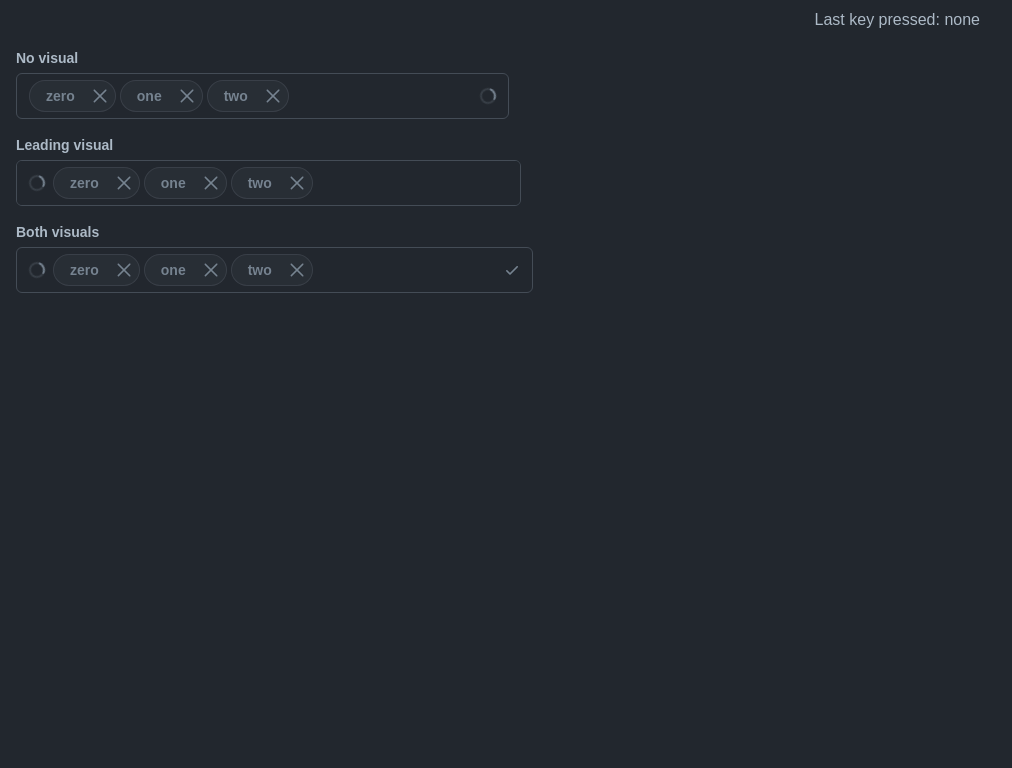 Last key pressed: none
No visual
zero one two
Leading visual
zero one two
Both visuals
zero one two